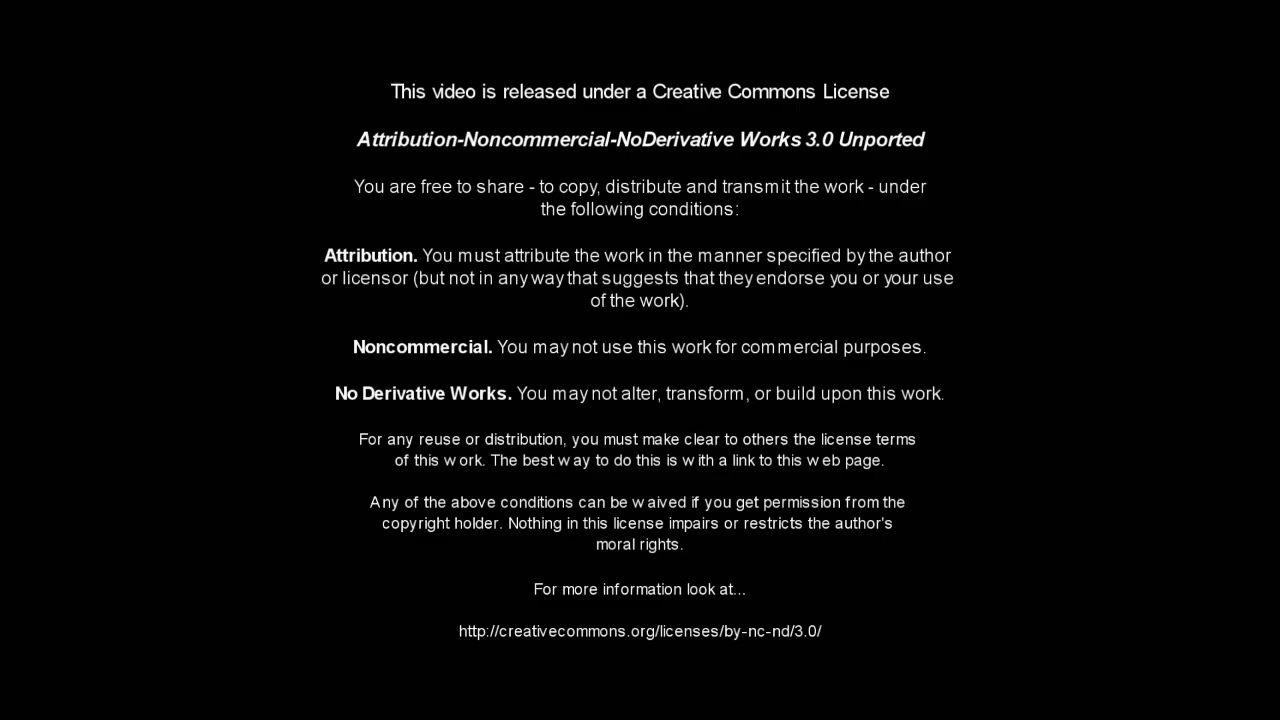 This video is released under a Creative Commons License
Attribution-Noncommercial-NoDerivative Works 3.0 Unported
You are free to share - to copy, distribute and transmit the work - under
the following conditions:
Attribution. You must attribute the work in the manner specified by the author
or licensor (but not in any way that suggests that they endorse you or your use
of the work).
Noncommercial. You may not use this work for commercial purposes.
No Derivative Works. You may not alter, transform, or build upon this work.
For any reuse or distribution, you must make clear to others the license terms
of this work. The best way to do this is with a link to this web page.
Any of the above conditions can be waived if you get permission from the
copyright holder. Nothing in this license impairs or restricts the author's
moral rights.
For more information look at...
http://creativecommons.org/licenses/by-nc-nd/3.0/